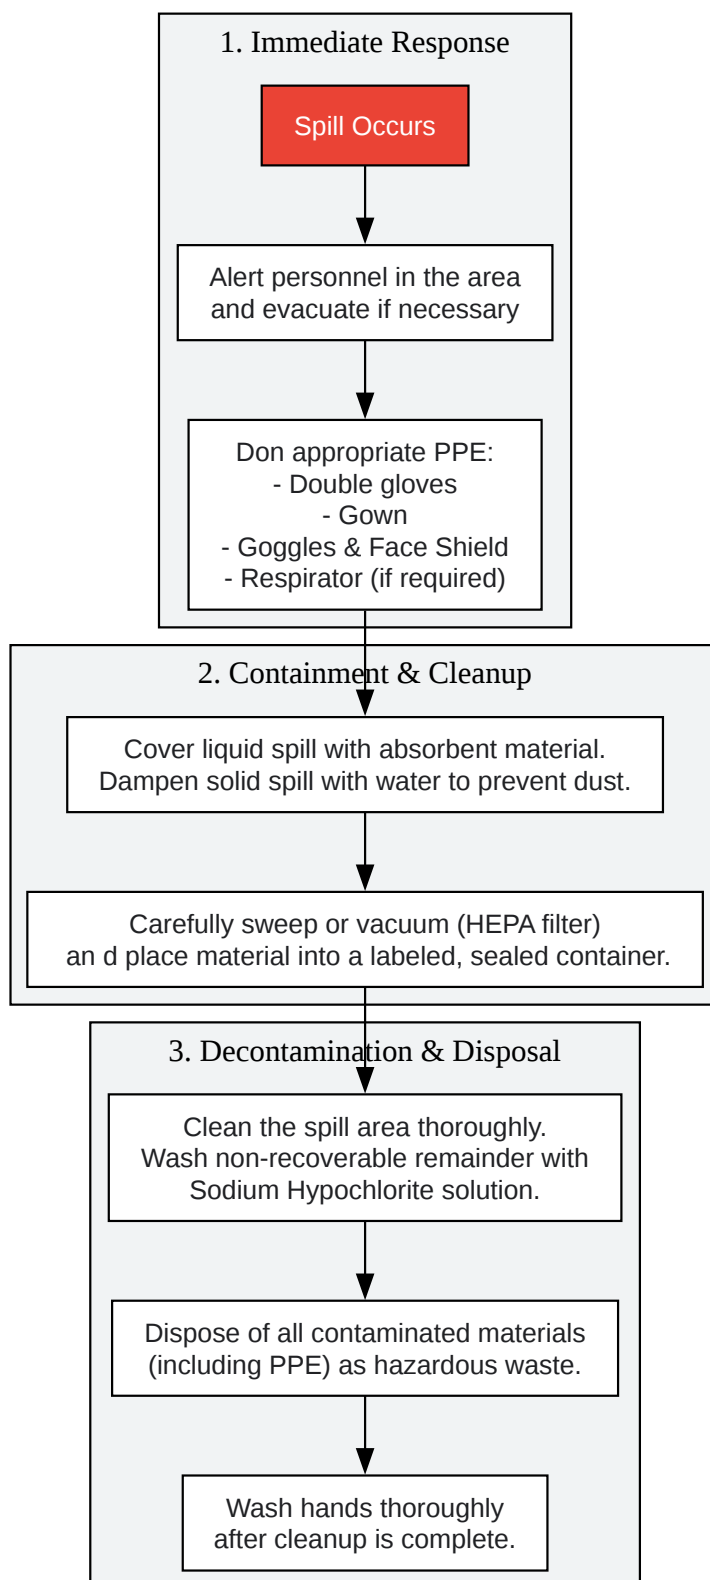 1. Immediate Response
Spill Occurs
Alert personnel in the area
and evacuate if necessary
Don appropriate PPE:
- Double gloves
- Gown
- Goggles & Face Shield
- Respirator (if required)
2. Containment & Cleanup
Cover liquid spill with absorbent material.
Dampen solid spill with water to prevent dust.
Carefully sweep or vacuum (HEPA filter)
an d place material into a labeled, sealed container.
3. Decontamination & Disposal
Clean the spill area thoroughly.
Wash non-recoverable remainder with
Sodium Hypochlorite solution.
Dispose of all contaminated materials
(including PPE) as hazardous waste.
Wash hands thoroughly
after cleanup is complete.